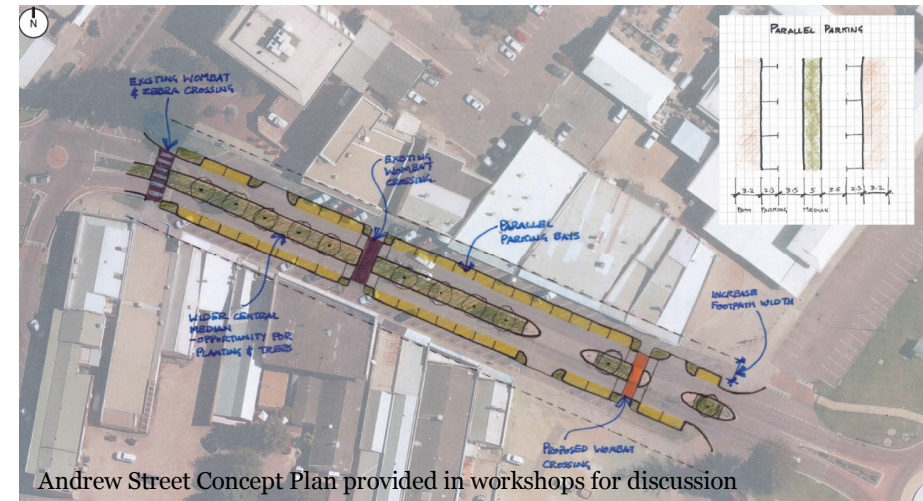 N
EXISTING WOMBAT
& ZEBRA CROSSING
EXISTING
WOMBAT
CROSSING
PARALLEL
PARKING BAYS
WIDER CENTRAL
MEDIAN
- OPPORTUNITY FOR
PLANTING & TREES
INCREASE
FOOTPATH WIDTH
PROPOSED WOMBAT
CROSSING
PARALLEL PARKING
3.2 2.3 3.5 5 3.5 2.3 3.2
PATH PARKING MEDIAN
Andrew Street Concept Plan provided in workshops for discussion